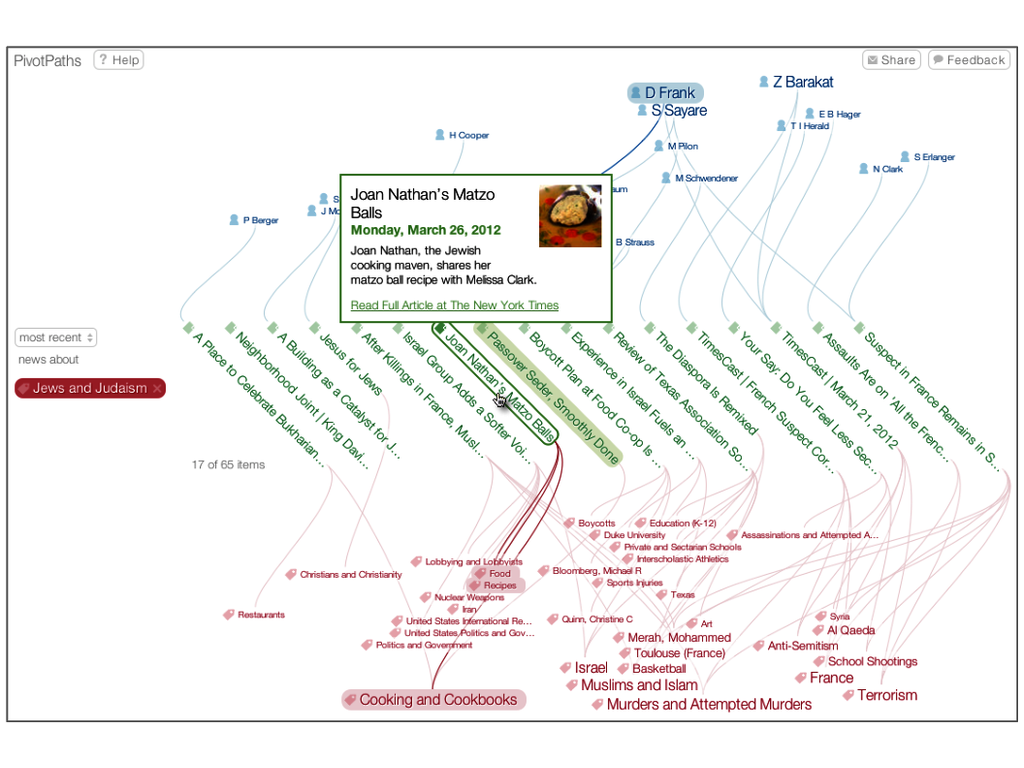 PivotPaths
? Help
Share
Feedback
D Frank
Z Barakat
S Sayare
E B Hager
T I Herald
H Cooper
M Pilon
S Erlanger
N Clark
M Schwendener
aum
S
J Mo
P Berger
B Strauss
Joan Nathan's Matzo
Balls
Monday, March 26, 2012
Joan Nathan, the Jewish
cooking maven, shares her
matzo ball recipe with Melissa Clark.
Read Full Article at The New York Times
most recent
news about
Jews and Judaism ×
17 of 65 items
A Place to Celebrate Bukharian...
Neighborhood Joint | King Davi...
A Building as a Catalyst for J...
Jesus for Jews
After Killings in France, Musl...
Israel Group Adds a Softer Voi...
Joan Nathan's Matzo Balls
Passover Seder, Smoothly Done
Boycott Plan at Food Co-op Is ...
Experience in Israel Fuels an ...
Review of Texas Association So...
The Diaspora Is Remixed
TimesCast | French Suspect Cor...
Your Say: Do You Feel Less Sec...
TimesCast | March 21, 2012
Assaults Are on 'All the Frenc...
Suspect in France Remains in S...
Boycotts
Education (K-12)
Duke University
Assassinations and Attempted A...
Private and Sectarian Schools
Interscholastic Athletics
Lobbying and Lobbyists
Christians and Christianity
Food
Bloomberg, Michael R
Recipes
Sports Injuries
Nuclear Weapons
Texas
Iran
Restaurants
United States International Re...
Quinn, Christine C
Art
Syria
United States Politics and Gov...
Al Qaeda
Merah, Mohammed
Politics and Government
Anti-Semitism
Toulouse (France)
School Shootings
Israel
Basketball
France
Muslims and Islam
Terrorism
Cooking and Cookbooks
Murders and Attempted Murders